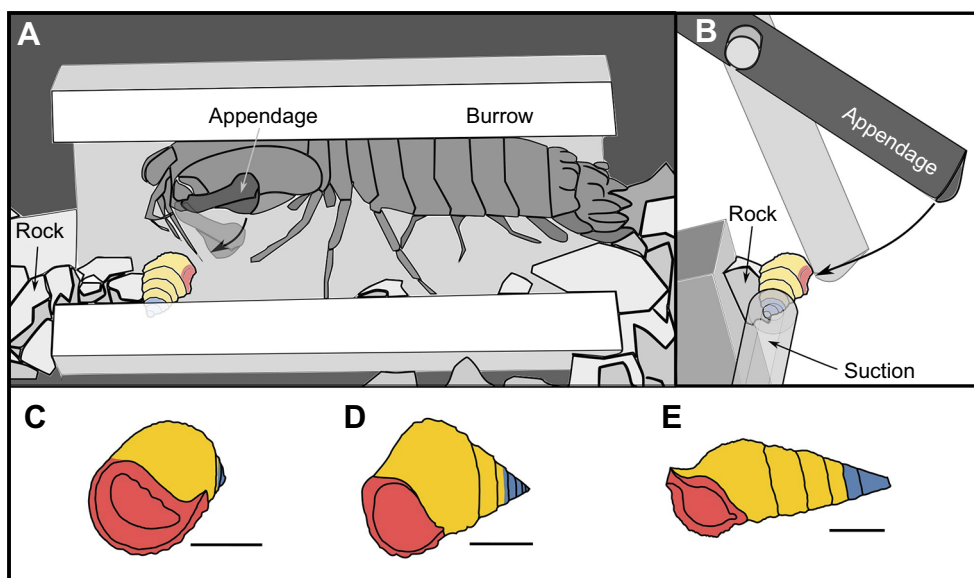 A
Appendage
Burrow
Rock
B
Appendage
Rock
Suction
C
D
E